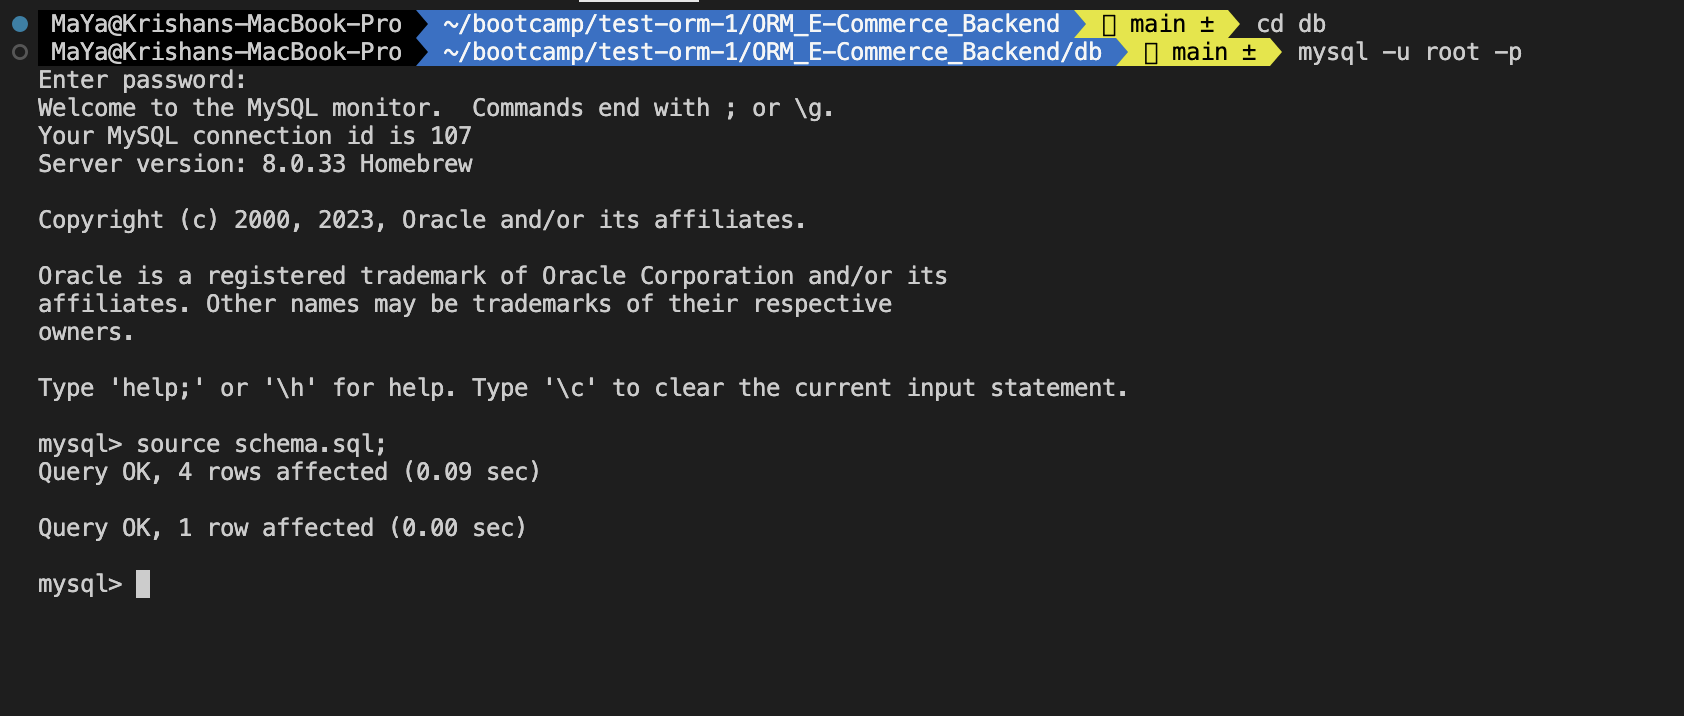 MaYa@Krishans-MacBook-Pro ~/bootcamp/test-orm-1/ORM_E-Commerce_Backend main ± cd db
MaYa@Krishans-MacBook-Pro ~/bootcamp/test-orm-1/ORM_E-Commerce_Backend/db main ± mysql -u root -p
Enter password:
Welcome to the MySQL monitor.  Commands end with ; or \g.
Your MySQL connection id is 107
Server version: 8.0.33 Homebrew
Copyright (c) 2000, 2023, Oracle and/or its affiliates.
Oracle is a registered trademark of Oracle Corporation and/or its
affiliates. Other names may be trademarks of their respective
owners.
Type 'help;' or '\h' for help. Type '\c' to clear the current input statement.
mysql> source schema.sql;
Query OK, 4 rows affected (0.09 sec)
Query OK, 1 row affected (0.00 sec)
mysql>